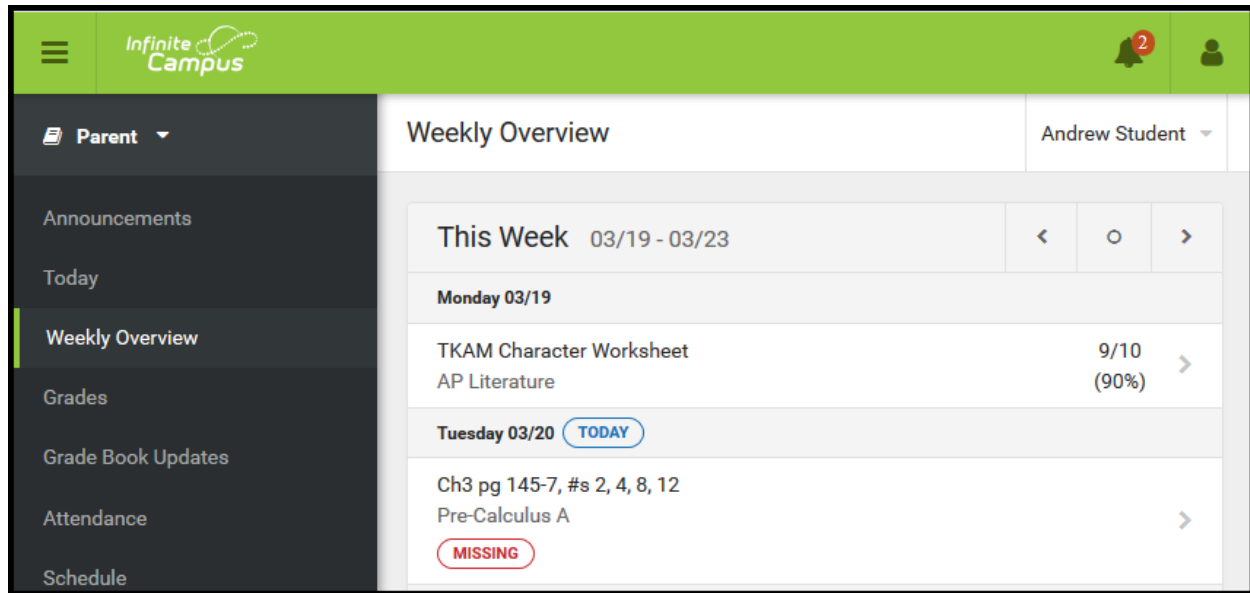 Infinite
Campus
2
Parent
Weekly Overview
Andrew Student
Announcements
Today
Weekly Overview
Grades
Grade Book Updates
Attendance
Schedule
This Week 03/19 - 03/23
Monday 03/19
TKAM Character Worksheet
9/10
AP Literature
(90%)
Tuesday 03/20 TODAY
Ch3 pg 145-7, #s 2, 4, 8, 12
Pre-Calculus A
MISSING